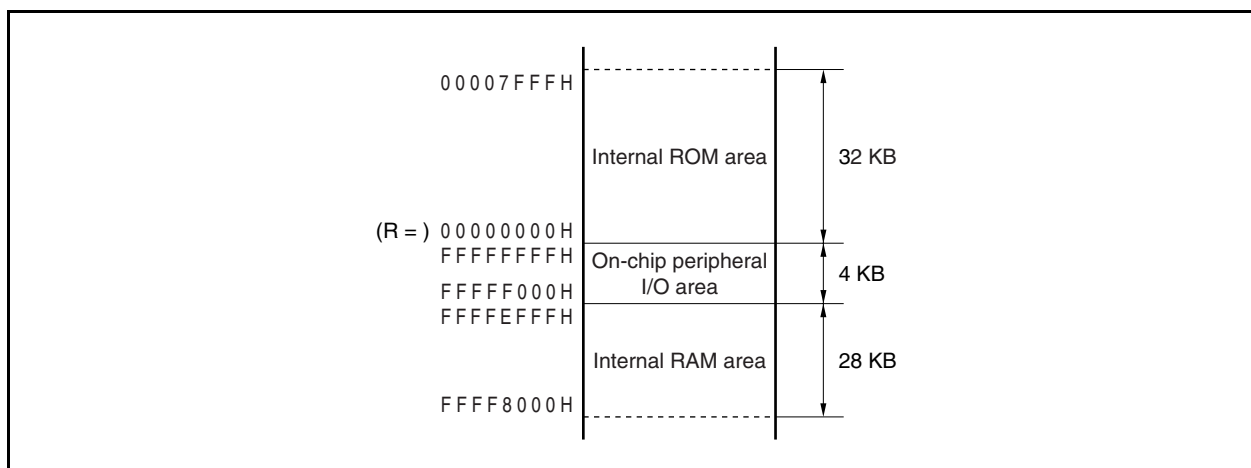 00007FFFH
Internal ROM area
32 KB
(R = ) 00000000H
FFFFFFFFH
On-chip peripheral
I/O area
4 KB
FFFFF000H
FFFFEFFFH
Internal RAM area
28 KB
FFFF8000H